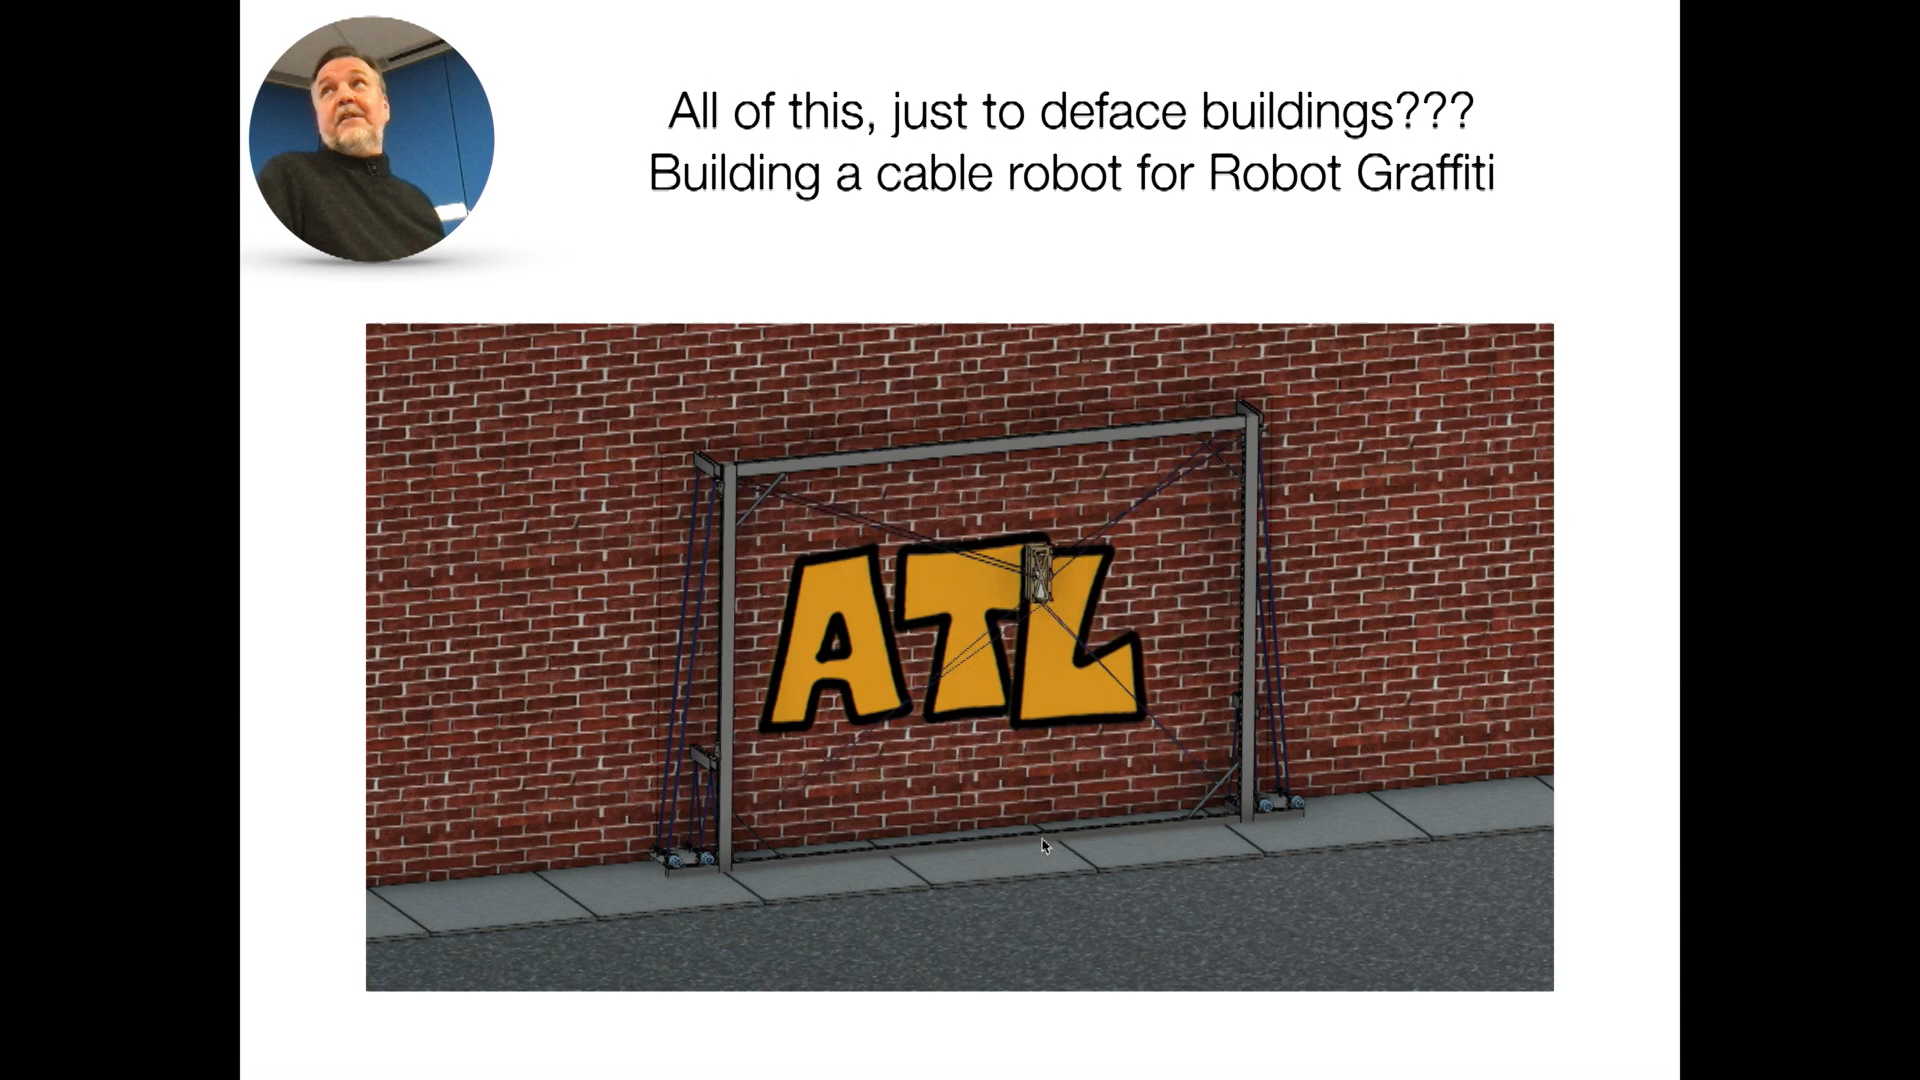 All of this, just to deface buildings???
Building a cable robot for Robot Graffiti
ATL